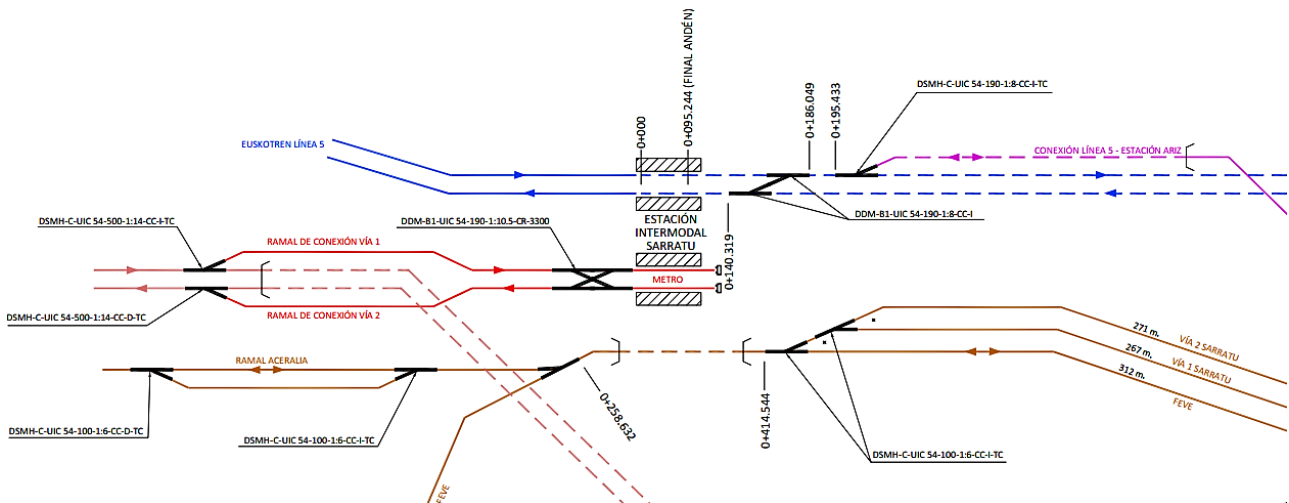 0+000
0+095.244 (FINAL ANDÉN)
0+186.049
0+195.433
DSMH-C-UIC 54-190-1:8-CC-I-TC
EUSKOTREN LÍNEA 5
CONEXIÓN LÍNEA 5 - ESTACIÓN ARIZ
DSMH-C-UIC 54-500-1:14-CC-I-TC
DDM-B1-UIC 54-190-1:10.5-CR-3300
ESTACIÓN
INTERMODAL
SARRATU
DDM-B1-UIC 54-190-1:8-CC-I
RAMAL DE CONEXIÓN VÍA 1
0+140.319
METRO
DSMH-C-UIC 54-500-1:14-CC-D-TC
RAMAL DE CONEXIÓN VÍA 2
271 m.
VÍA 2 SARRATU
267 m.
VÍA 1 SARRATU
312 m.
FEVE
RAMAL ACERALIA
0+258.632
0+414.544
DSMH-C-UIC 54-100-1:6-CC-D-TC
DSMH-C-UIC 54-100-1:6-CC-I-TC
DSMH-C-UIC 54-100-1:6-CC-I-TC
FEVE